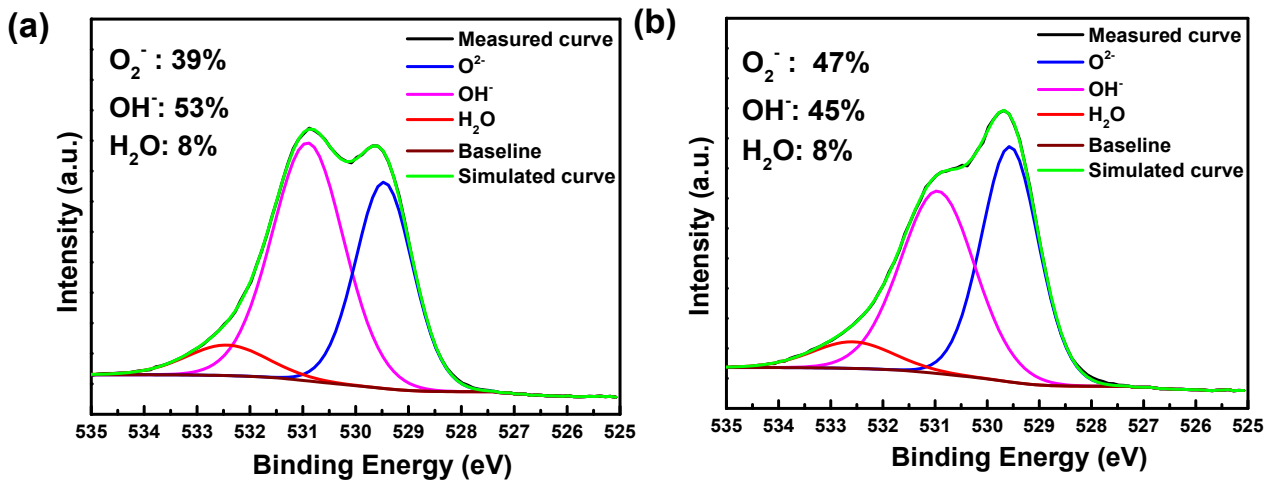 (a)
O₂⁻ : 39%
OH⁻: 53%
H₂O: 8%
Measured curve
O²⁻
OH⁻
H₂O
Baseline
Simulated curve
Intensity (a.u.)
535 534 533 532 531 530 529 528 527 526 525
Binding Energy (eV)
(b)
O₂⁻ : 47%
OH⁻: 45%
H₂O: 8%
Measured curve
O²⁻
OH⁻
H₂O
Baseline
Simulated curve
Intensity (a.u.)
535 534 533 532 531 530 529 528 527 526 525
Binding Energy (eV)